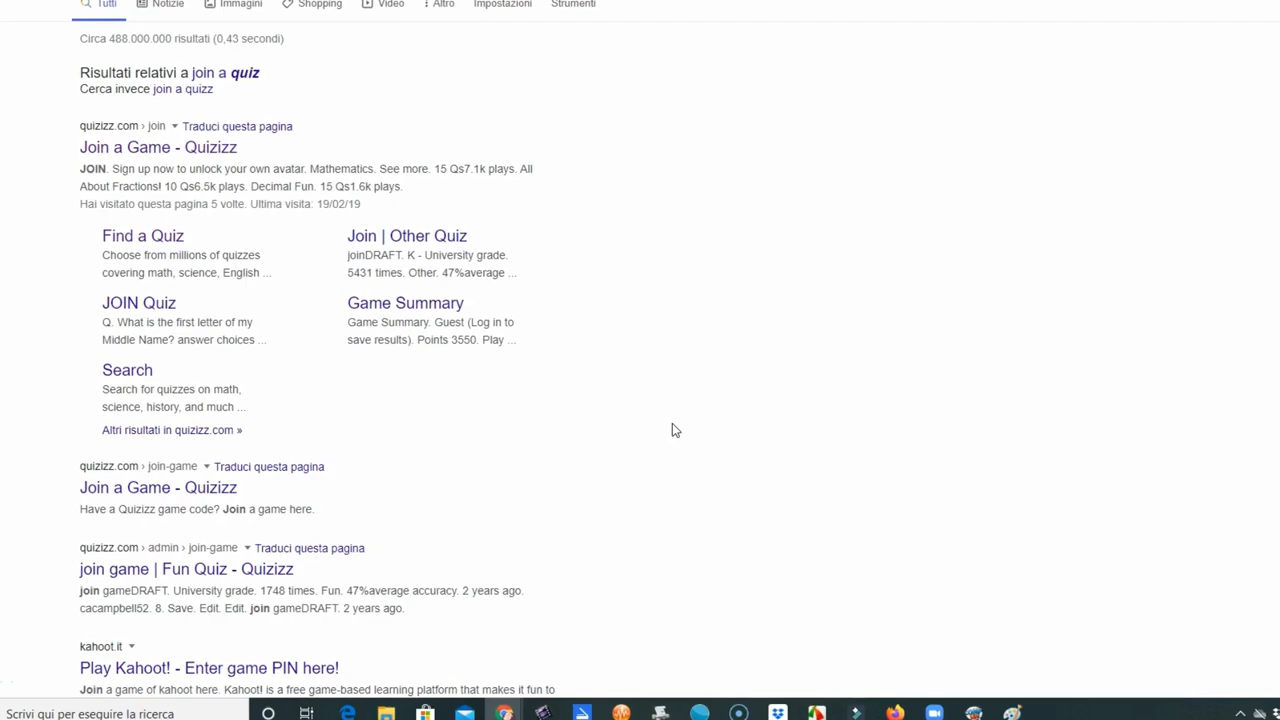 Tutti Notizie Immagini Shopping Video Altro Impostazioni Strumenti
Circa 488.000.000 risultati (0,43 secondi)
Risultati relativi a join a quiz
Cerca invece join a quizz
quizizz.com › join Traduci questa pagina
Join a Game - Quizizz
JOIN. Sign up now to unlock your own avatar. Mathematics. See more. 15 Qs7.1k plays. All
About Fractions! 10 Qs6.5k plays. Decimal Fun. 15 Qs1.6k plays.
Hai visitato questa pagina 5 volte. Ultima visita: 19/02/19
Find a Quiz
Choose from millions of quizzes
covering math, science, English ...
Join | Other Quiz
joinDRAFT. K - University grade.
5431 times. Other. 47%average ...
JOIN Quiz
Q. What is the first letter of my
Middle Name? answer choices ...
Game Summary
Game Summary. Guest (Log in to
save results). Points 3550. Play ...
Search
Search for quizzes on math,
science, history, and much ...
Altri risultati in quizizz.com »
quizizz.com › join-game Traduci questa pagina
Join a Game - Quizizz
Have a Quizizz game code? Join a game here.
quizizz.com › admin › join-game Traduci questa pagina
join game | Fun Quiz - Quizizz
join gameDRAFT. University grade. 1748 times. Fun. 47%average accuracy. 2 years ago.
cacampbell52. 8. Save. Edit. Edit. join gameDRAFT. 2 years ago.
kahoot.it
Play Kahoot! - Enter game PIN here!
Join a game of kahoot here. Kahoot! is a free game-based learning platform that makes it fun to
Scrivi qui per eseguire la ricerca